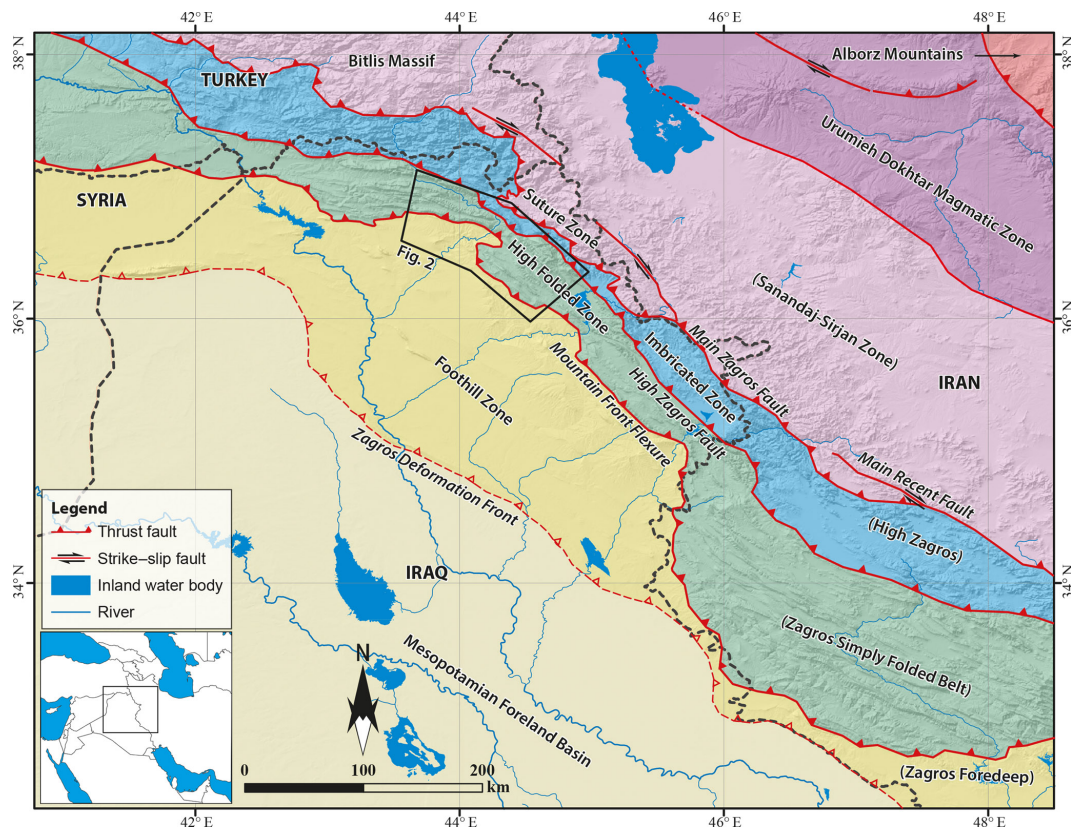 42° E
44° E
46° E
48° E
38° N
38° N
Bitlis Massif
Alborz Mountains
TURKEY
Urumieh Dokhtar Magmatic Zone
SYRIA
Suture Zone
Fig. 2
High Folded Zone
(Sanandaj-Sirjan Zone)
36° N
36° N
Main Zagros Fault
Imbricated Zone
IRAN
Foothill Zone
Mountain Front Flexure
High Zagros Fault
Zagros Deformation Front
Main Recent Fault
(High Zagros)
Legend
Thrust fault
Strike–slip fault
Inland water body
River
34° N
34° N
IRAQ
(Zagros Simply Folded Belt)
N
Mesopotamian Foreland Basin
(Zagros Foredeep)
0
100
200
km
42° E
44° E
46° E
48° E